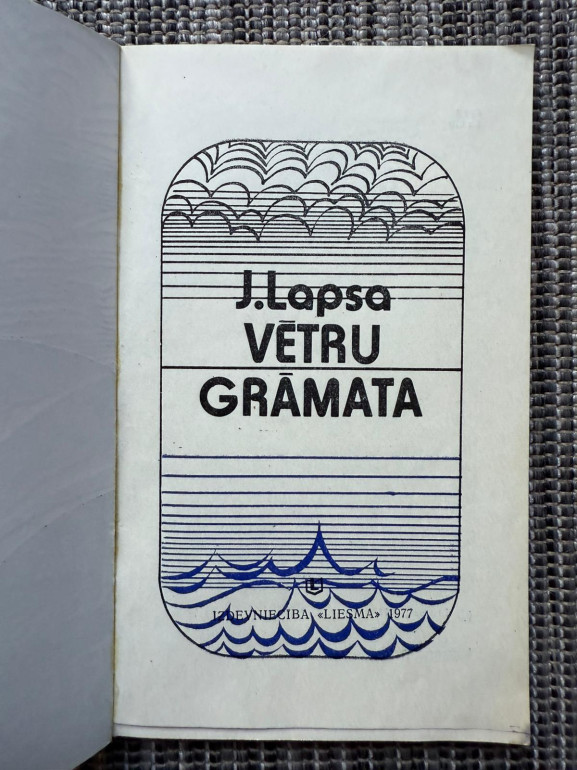 J. Lapsa
VĒTRU
GRĀMATA
L
IZDEVNIECĪBA «LIESMA» 1977